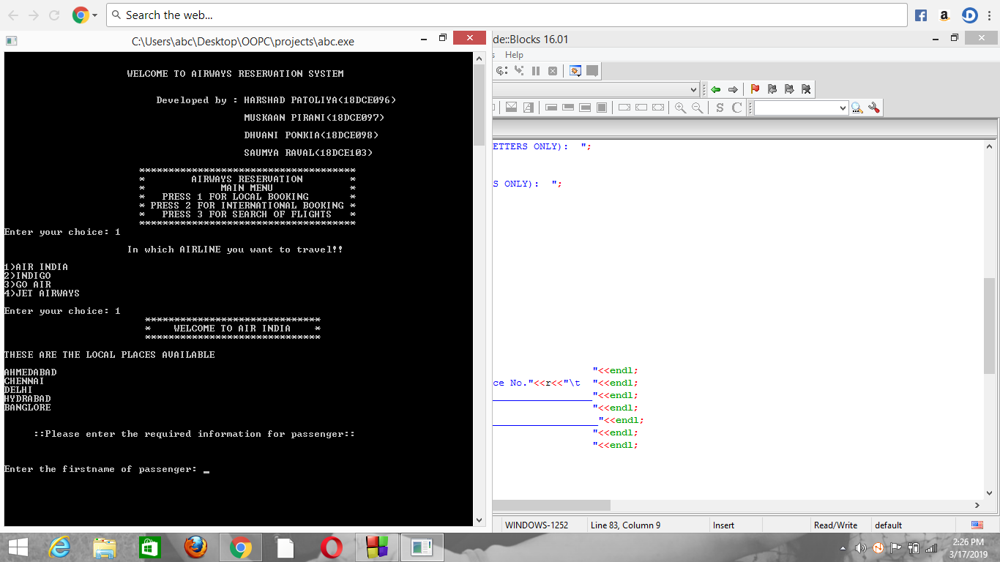 Search the web...
C:\Users\abc\Desktop\OOPC\projects\abc.exe
de::Blocks 16.01
Help
WELCOME TO AIRWAYS RESERVATION SYSTEM
Developed by : HARSHAD PATOLIYA(18DCE096)
MUSKAAN PIRANI(18DCE097)
DHVANI PONKIA(18DCE098)
SAUMYA RAVAL(18DCE103)
*************************************
* AIRWAYS RESERVATION *
* MAIN MENU *
* PRESS 1 FOR LOCAL BOOKING *
* PRESS 2 FOR INTERNATIONAL BOOKING *
* PRESS 3 FOR SEARCH OF FLIGHTS *
*************************************
Enter your choice: 1
In which AIRLINE you want to travel!!
1)AIR INDIA
2)INDIGO
3)GO AIR
4)JET AIRWAYS
Enter your choice: 1
******************************
* WELCOME TO AIR INDIA *
******************************
THESE ARE THE LOCAL PLACES AVAILABLE
AHMEDABAD
CHENNAI
DELHI
HYDRABAD
BANGLORE
::Please enter the required information for passenger::
Enter the firstname of passenger: _
ETTERS ONLY):  ";
S ONLY):  ";
"<<endl;
ce No."<<r<<"\t  "<<endl;
"<<endl;
"<<endl;
"<<endl;
"<<endl;
"<<endl;
WINDOWS-1252
Line 83, Column 9
Insert
Read/Write
default
2:26 PM
3/17/2019